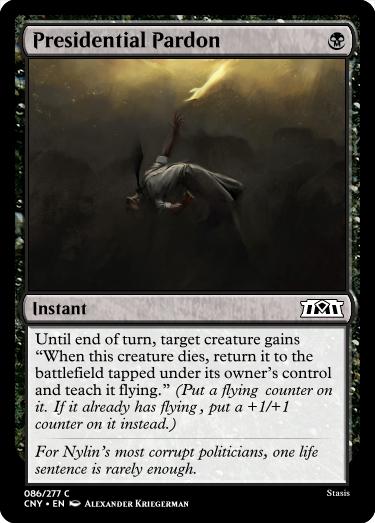 Presidential Pardon
Instant
Until end of turn, target creature gains
“When this creature dies, return it to the
battlefield tapped under its owner’s control
and teach it flying.” (Put a flying counter on
it. If it already has flying , put a +1/+1
counter on it instead.)
For Nylin’s most corrupt politicians, one life
sentence is rarely enough.
086/277 C
Stasis
CNY • EN Alexander Kriegerman